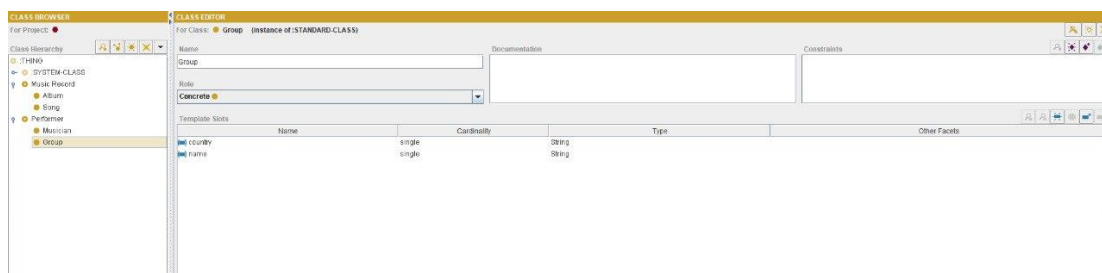 CLASS BROWSER
For Project:
Class Hierarchy
:THING
:SYSTEM-CLASS
Music Record
Album
Song
Performer
Musician
Group
CLASS EDITOR
For Class: Group (instance of :STANDARD-CLASS)
Name Documentation Constraints
Group
Role
Concrete
Template Slots
Name Cardinality Type Other Facets
country single String
name single String